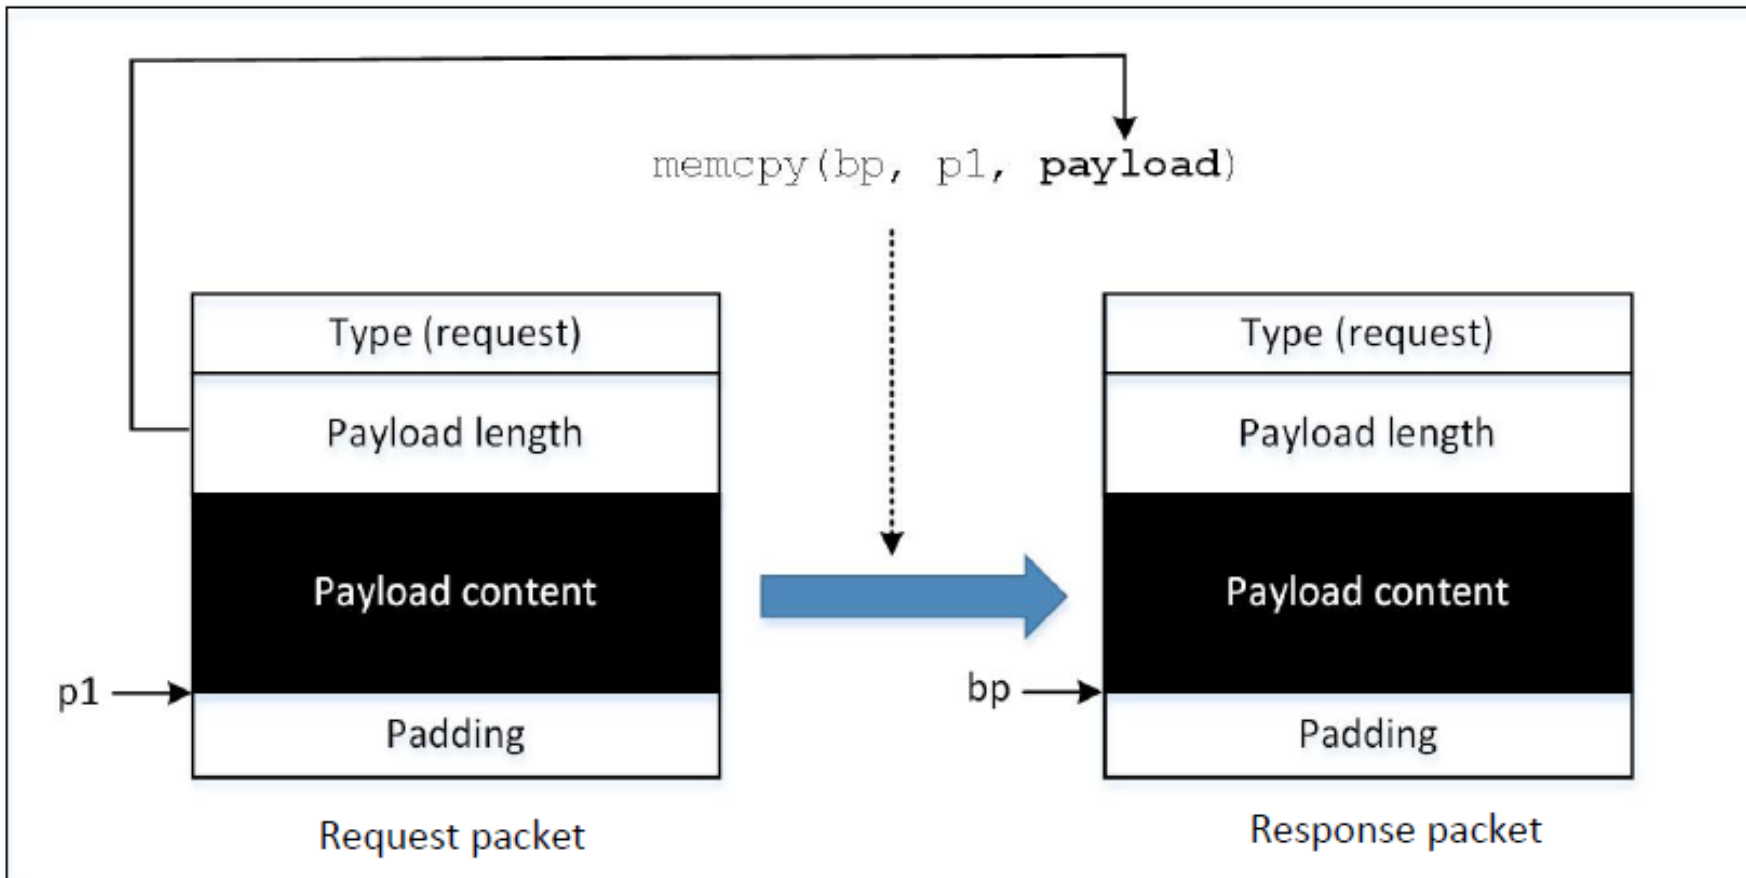 memcpy(bp, p1, payload)
Type (request)
Payload length
Payload content
p1
Padding
Request packet
Type (request)
Payload length
Payload content
bp
Padding
Response packet